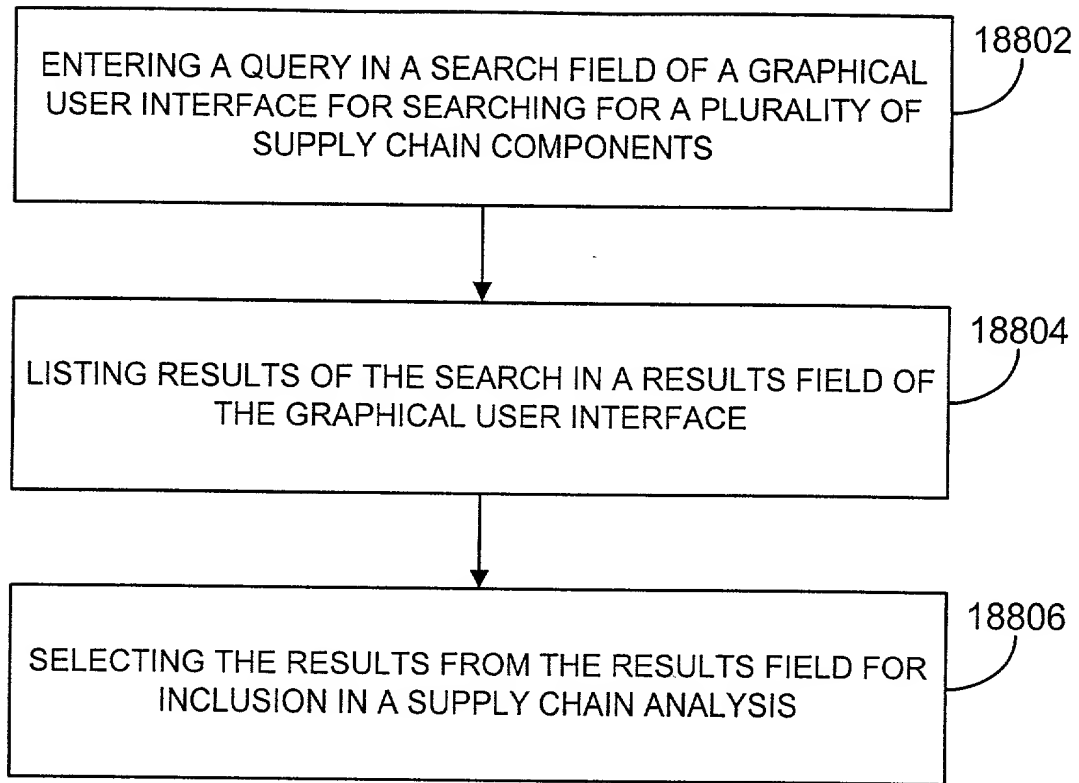 18802
ENTERING A QUERY IN A SEARCH FIELD OF A GRAPHICAL
USER INTERFACE FOR SEARCHING FOR A PLURALITY OF
SUPPLY CHAIN COMPONENTS
18804
LISTING RESULTS OF THE SEARCH IN A RESULTS FIELD OF
THE GRAPHICAL USER INTERFACE
18806
SELECTING THE RESULTS FROM THE RESULTS FIELD FOR
INCLUSION IN A SUPPLY CHAIN ANALYSIS